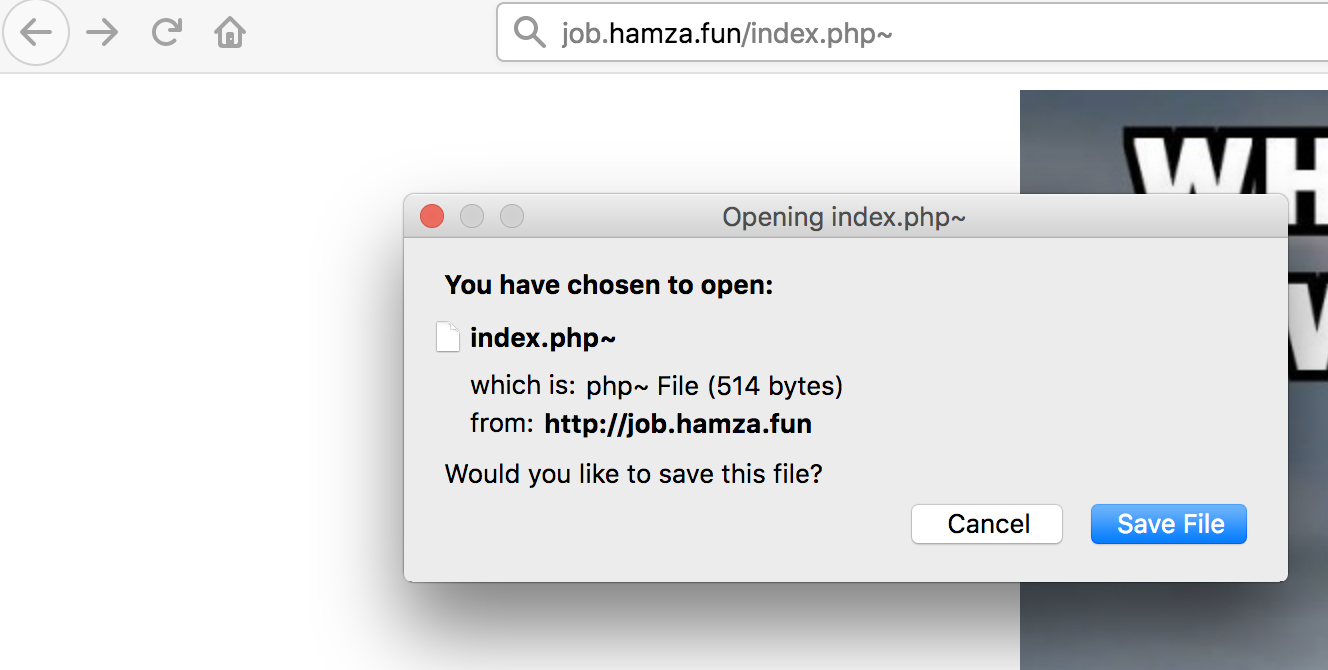 job.hamza.fun/index.php~
WH
Opening index.php~
You have chosen to open:
index.php~
which is: php~ File (514 bytes)
from: http://job.hamza.fun
Would you like to save this file?
Cancel
Save File